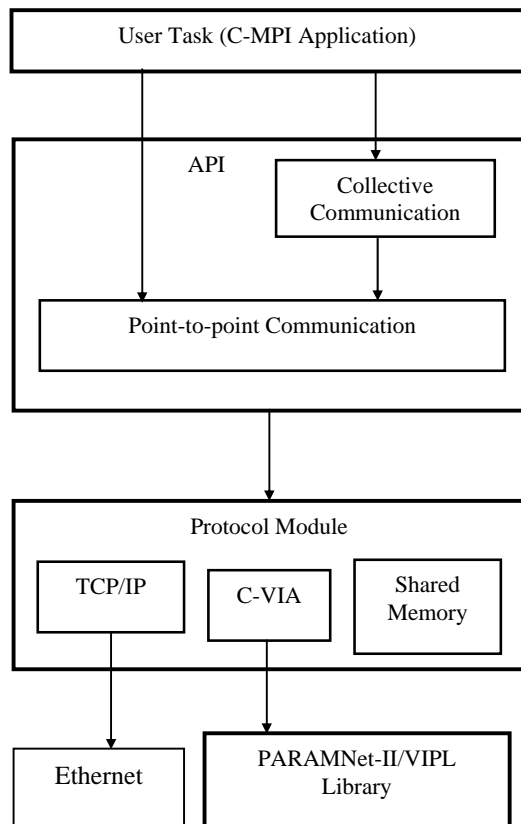 User Task (C-MPI Application)
API
Collective
Communication
Point-to-point Communication
Protocol Module
TCP/IP
C-VIA
Shared
Memory
Ethernet
PARAMNet-II/VIPL
Library